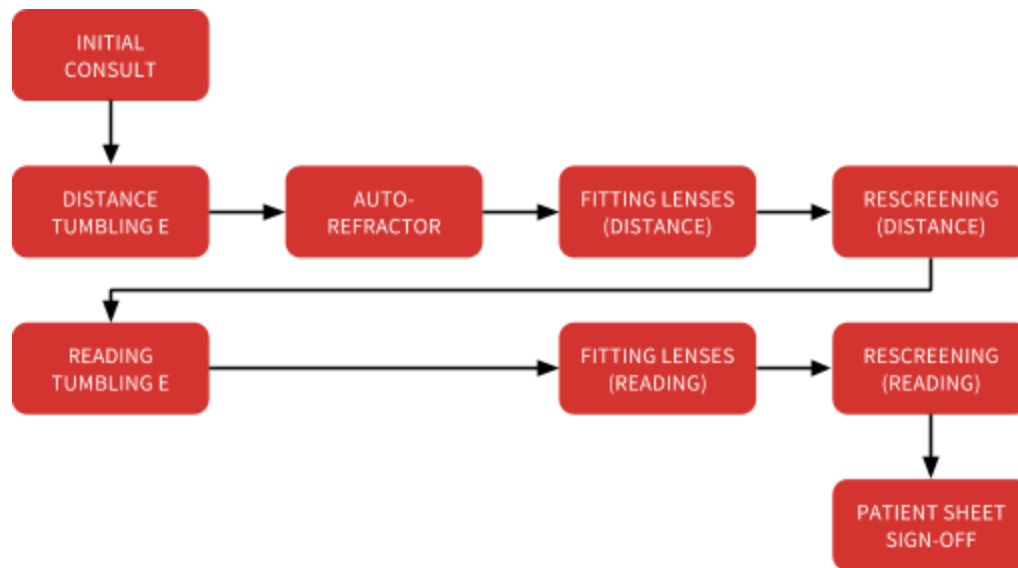 INITIAL
CONSULT
DISTANCE
TUMBLING E
AUTO-
REFRACTOR
FITTING LENSES
(DISTANCE)
RESCREENING
(DISTANCE)
READING
TUMBLING E
FITTING LENSES
(READING)
RESCREENING
(READING)
PATIENT SHEET
SIGN-OFF